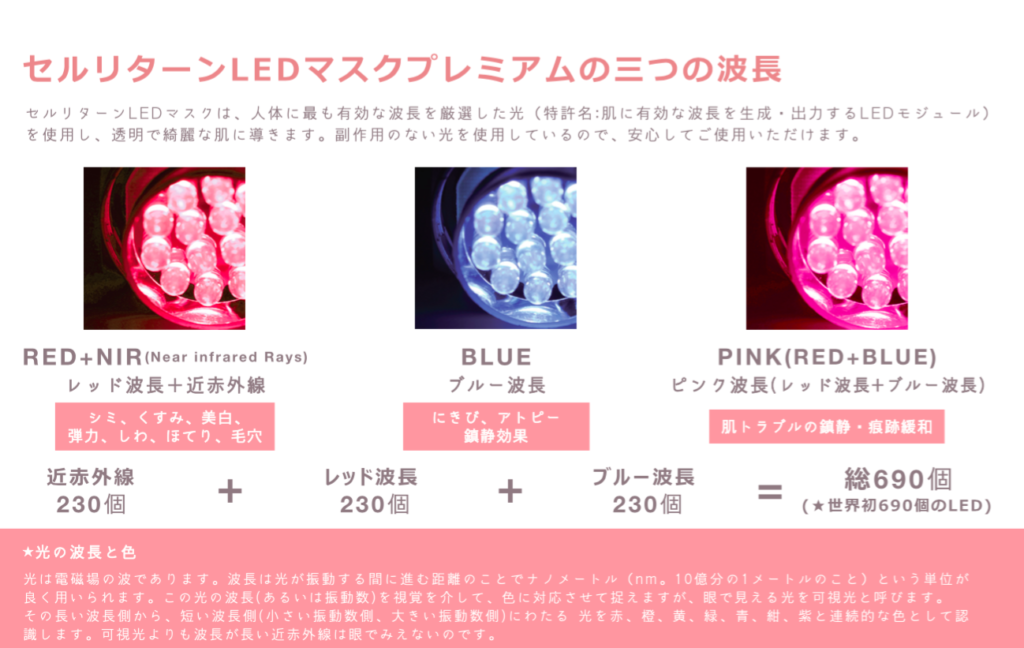 セルリターンLEDマスクプレミアムの三つの波長
セルリターンLEDマスクは、人体に最も有効な波長を厳選した光（特許名:肌に有効な波長を生成・出力するLEDモジュール）
を使用し、透明で綺麗な肌に導きます。副作用のない光を使用しているので、安心してご使用いただけます。
RED+NIR(Near infrared Rays)
レッド波長＋近赤外線
シミ、くすみ、美白、
弾力、しわ、ほてり、毛穴
BLUE
ブルー波長
にきび、アトピー
鎮静効果
PINK(RED+BLUE)
ピンク波長(レッド波長＋ブルー波長)
肌トラブルの鎮静・痕跡緩和
近赤外線 レッド波長 ブルー波長 総690個
230個 + 230個 + 230個 = (★世界初690個のLED)
★光の波長と色
光は電磁場の波であります。波長は光が振動する間に進む距離のことでナノメートル（nm。10億分の1メートルのこと）という単位が
良く用いられます。この光の波長(あるいは振動数)を視覚を介して、色に対応させて捉えますが、眼で見える光を可視光と呼びます。
その長い波長側から、短い波長側(小さい振動数側、大きい振動数側)にわたる 光を赤、橙、黄、緑、青、紺、紫と連続的な色として認
識します。可視光よりも波長が長い近赤外線は眼でみえないのです。